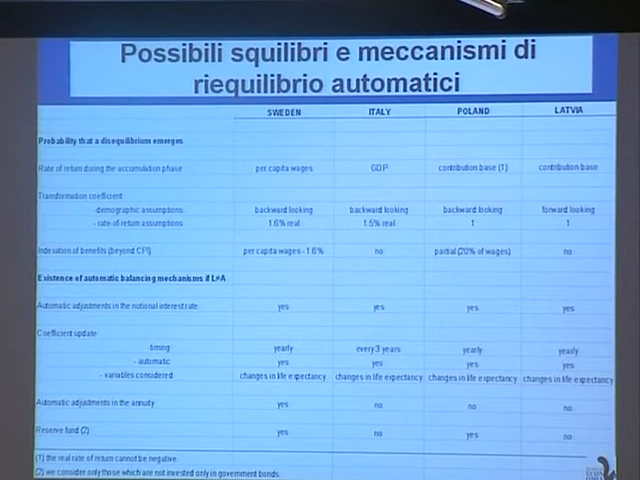 Possibili squilibri e meccanismi di
riequilibrio automatici
SWEDEN ITALY POLAND LATVIA
Probability that a disequilibrium emerges
Rate of return during the accumulation phase per capita wages GDP contribution base (1) contribution base
Transformation coefficient
-demographic assumptions backward looking backward looking backward looking forward looking
- rate-of-return assumptions 1.6% real 1.5% real 1 1
Indexation of benefits (beyond CPI) per capita wages - 1.6% no partial (20% of wages) no
Existence of automatic balancing mechanisms if L≠A
Automatic adjustments in the notional interest rate yes yes yes yes
Coefficient update
-timing yearly every 3 years yearly yearly
- automatic yes yes yes yes
- variables considered changes in life expectancy changes in life expectancy changes in life expectancy changes in life expectancy
Automatic adjustments in the annuity yes no no no
Reserve fund (2) yes no yes no
(1) the real rate of return cannot be negative.
(2) we consider only those which are not invested only in government bonds.